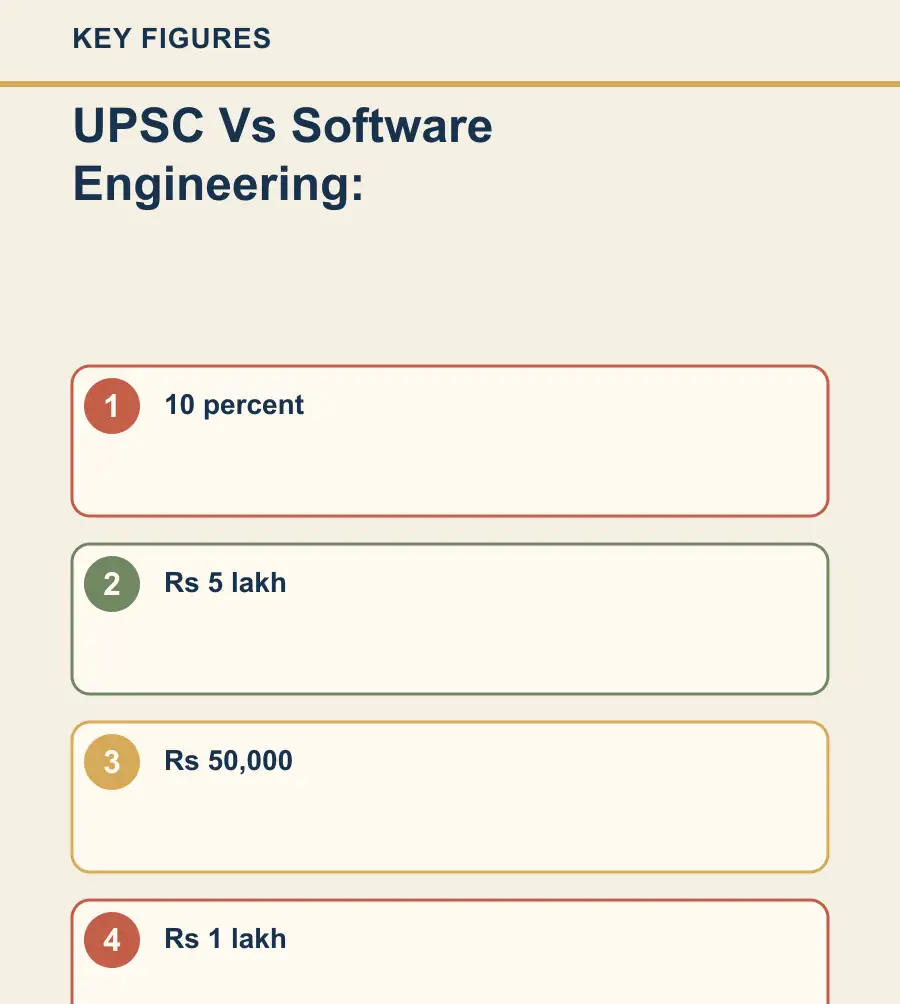 KEY FIGURES
UPSC Vs Software
Engineering:
1 10 percent
2 Rs 5 lakh
3 Rs 50,000
4 Rs 1 lakh